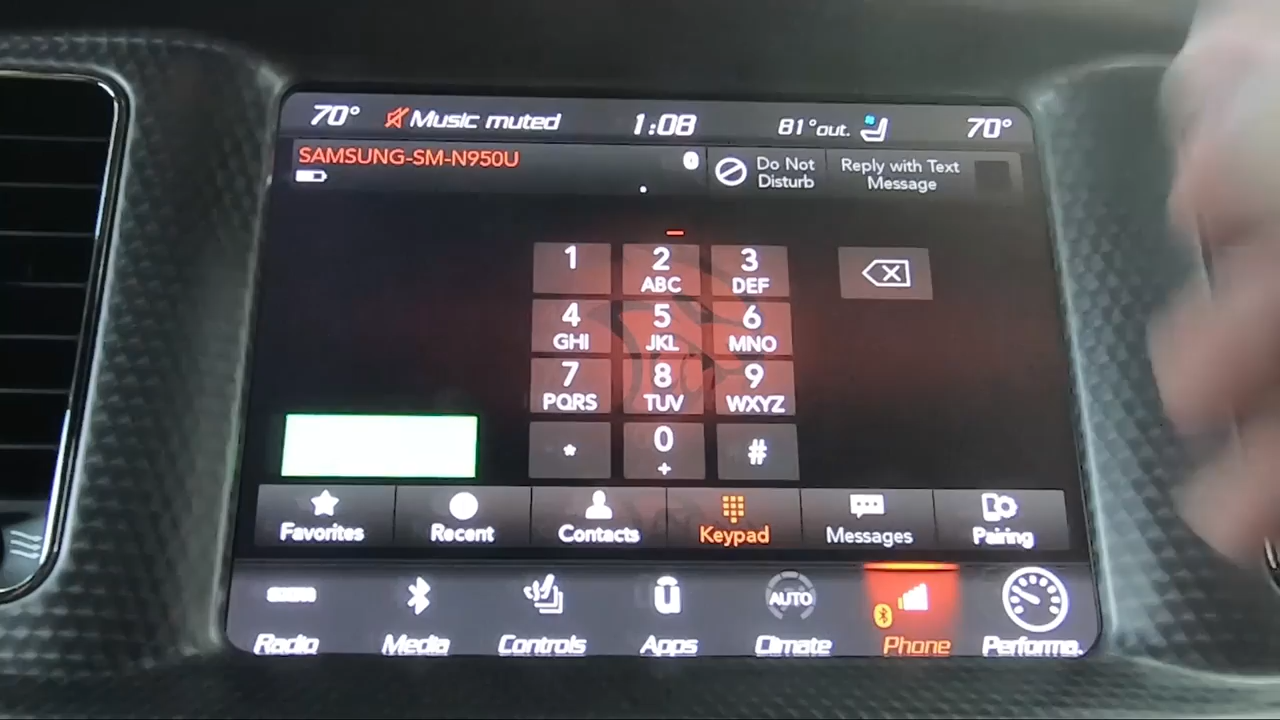 70° Music muted 1:08 81°out. 70°
SAMSUNG-SM-N950U
Do Not
Disturb
Reply with Text
Message
1 2 3
ABC DEF
4 5 6
GHI JKL MNO
7 8 9
PQRS TUV WXYZ
* 0 #
+
Favorites Recent Contacts Keypad Messages Pairing
AUTO
Radio Media Controls Apps Climate Phone Performa..